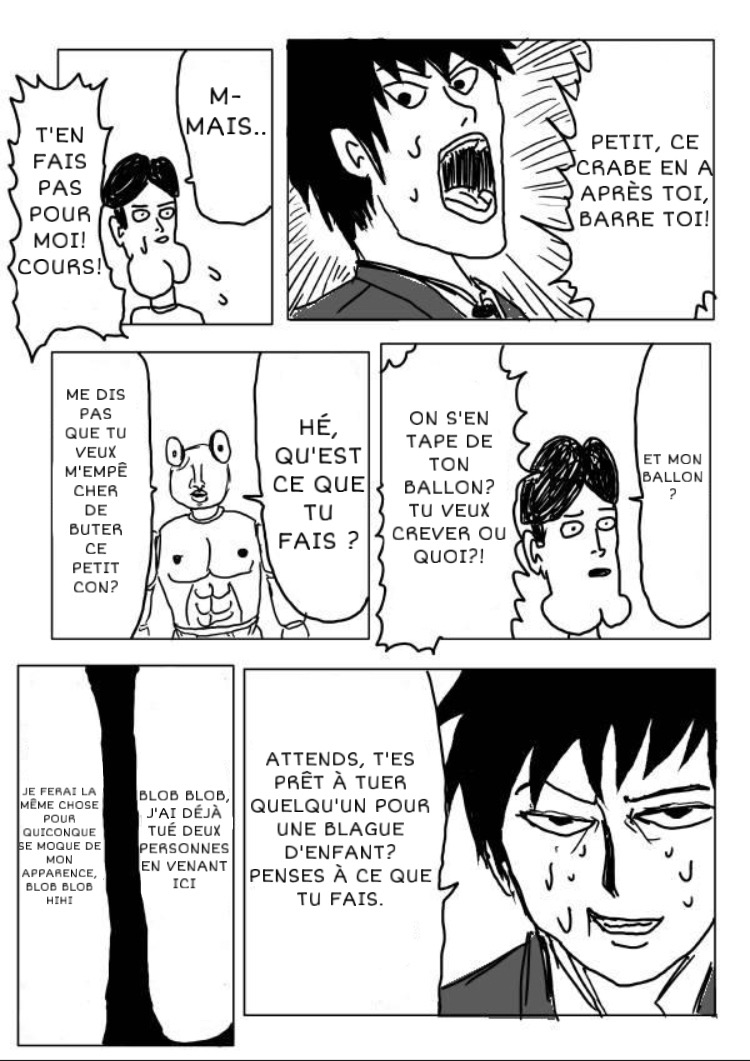 PETIT, CE
CRABE EN A
APRÈS TOI,
BARRE TOI!
M-
MAIS..
T'EN
FAIS
PAS
POUR
MOI!
COURS!
ET MON
BALLON
?
ON S'EN
TAPE DE
TON
BALLON?
TU VEUX
CREVER OU
QUOI?!
HÉ,
QU'EST
CE QUE
TU
FAIS ?
ME DIS
PAS
QUE TU
VEUX
M'EMPÊ
CHER
DE
BUTER
CE
PETIT
CON?
ATTENDS, T'ES
PRÊT À TUER
QUELQU'UN POUR
UNE BLAGUE
D'ENFANT?
PENSES À CE QUE
TU FAIS.
BLOB BLOB,
J'AI DÉJÀ
TUÉ DEUX
PERSONNES
EN VENANT
ICI
JE FERAI LA
MÊME CHOSE
POUR
QUICONQUE
SE MOQUE DE
MON
APPARENCE,
BLOB BLOB
HIHI